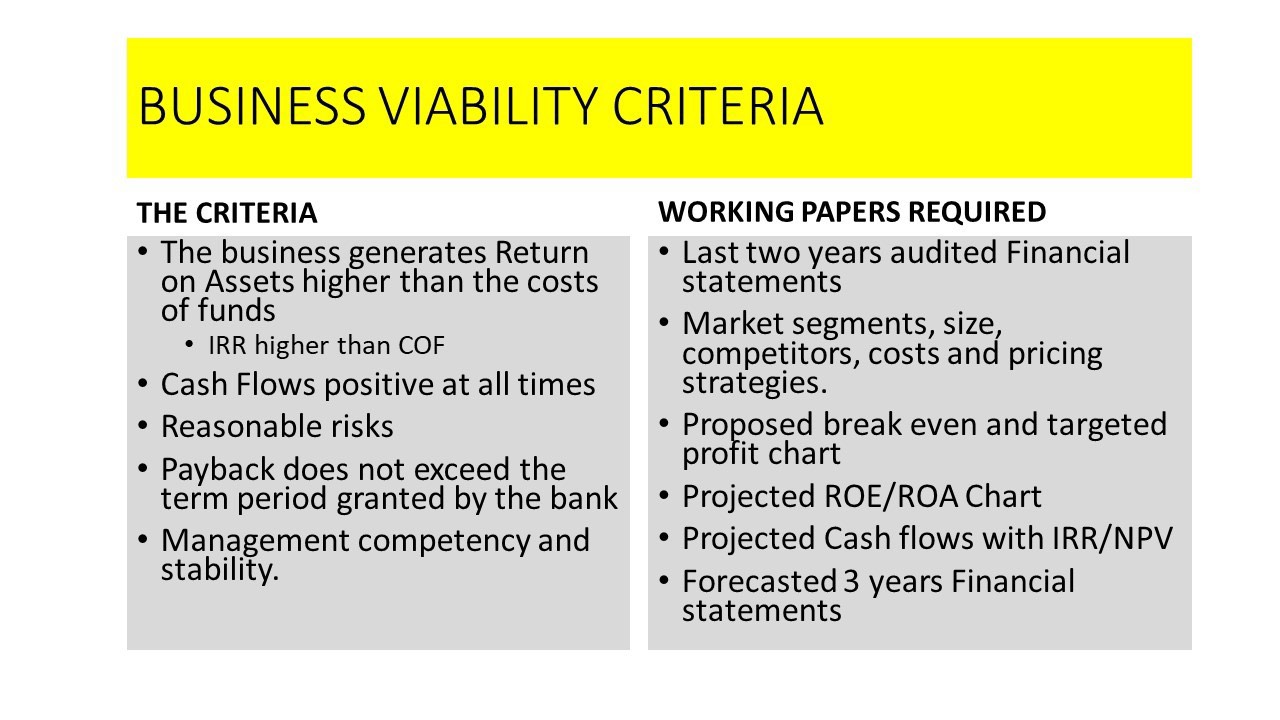 BUSINESS VIABILITY CRITERIA
THE CRITERIA
• The business generates Return
on Assets higher than the costs
of funds
• IRR higher than COF
• Cash Flows positive at all times
• Reasonable risks
• Payback does not exceed the
term period granted by the bank
• Management competency and
stability.
WORKING PAPERS REQUIRED
• Last two years audited Financial
statements
• Market segments, size,
competitors, costs and pricing
strategies.
• Proposed break even and targeted
profit chart
• Projected ROE/ROA Chart
• Projected Cash flows with IRR/NPV
• Forecasted 3 years Financial
statements